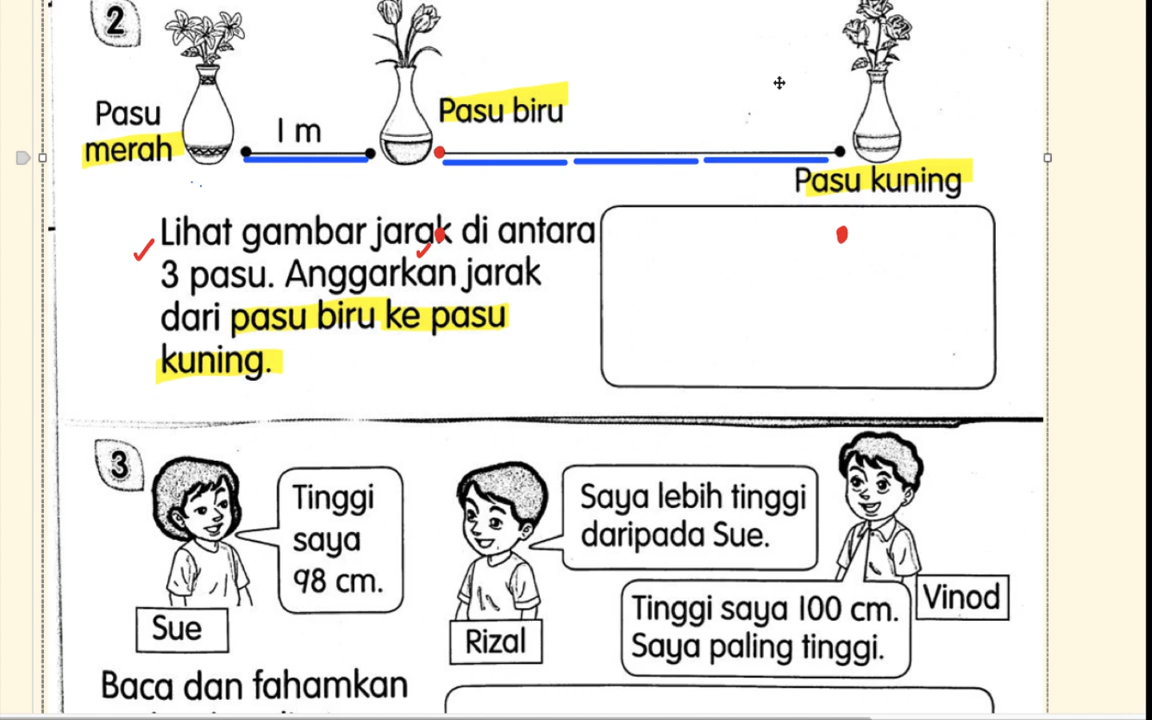 2
Pasu
merah
1 m
Pasu biru
Pasu kuning
Lihat gambar jarak di antara
3 pasu. Anggarkan jarak
dari pasu biru ke pasu
kuning.
3
Tinggi
saya
98 cm.
Sue
Saya lebih tinggi
daripada Sue.
Rizal
Tinggi saya 100 cm.
Saya paling tinggi.
Vinod
Baca dan fahamkan